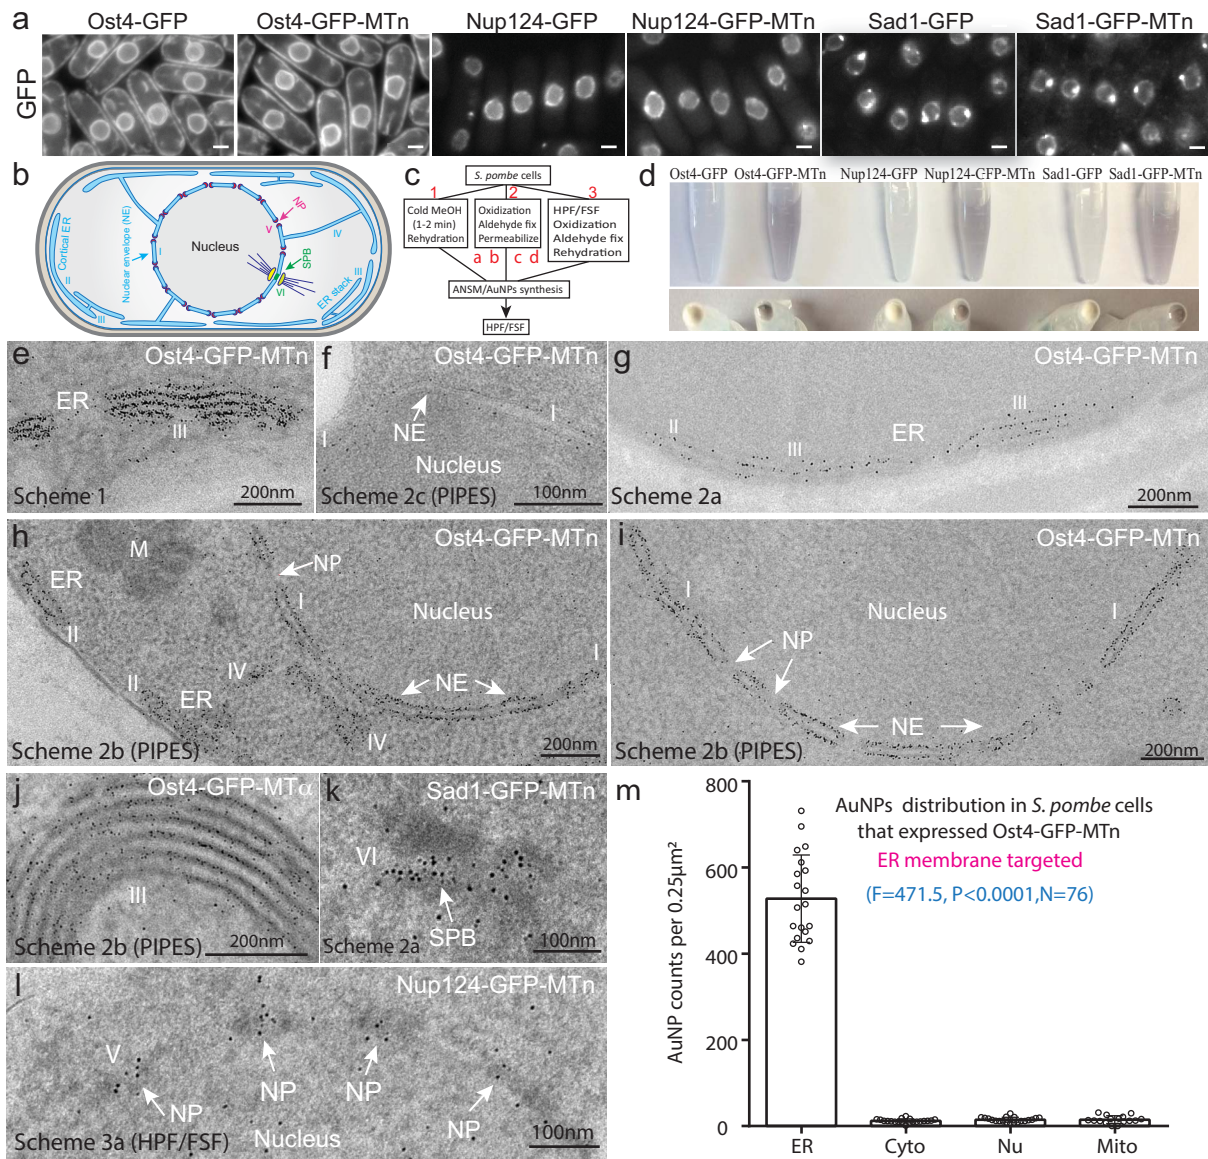 a
Ost4-GFP
Ost4-GFP-MTn
Nup124-GFP
Nup124-GFP-MTn
Sad1-GFP
Sad1-GFP-MTn
GFP
b
Cortical ER
Nuclear envelope (NE)
Nucleus
NP
SPB
ER stack
I
II
III
III
IV
V
VI
c
S. pombe cells
1
2
3
Cold MeOH
(1-2 min)
Rehydration
Oxidization
Aldehyde fix
Permeabilize
HPF/FSF
Oxidization
Aldehyde fix
Rehydration
a b c d
ANSM/AuNPs synthesis
HPF/FSF
d
Ost4-GFP
Ost4-GFP-MTn
Nup124-GFP
Nup124-CFP-MTn
Sad1-GFP
Sad1-GFP-MTn
e
Ost4-GFP-MTn
ER
III
Scheme 1
200nm
f
Ost4-GFP-MTn
I
I
NE
Nucleus
Scheme 2c (PIPES)
100nm
g
Ost4-GFP-MTn
II
III
III
ER
Scheme 2a
200nm
h
Ost4-GFP-MTn
M
ER
NP
I
Nucleus
II
II
IV
I
ER
NE
IV
Scheme 2b (PIPES)
200nm
i
Ost4-GFP-MTn
I
Nucleus
I
NP
NE
Scheme 2b (PIPES)
200nm
j
Ost4-GFP-MTα
III
Scheme 2b (PIPES)
200nm
k
Sad1-GFP-MTn
VI
SPB
Scheme 2a
100nm
l
Nup124-GFP-MTn
V
NP
NP
NP
NP
Nucleus
Scheme 3a (HPF/FSF)
100nm
m
AuNPs distribution in S. pombe cells
that expressed Ost4-GFP-MTn
ER membrane targeted
(F=471.5, P<0.0001,N=76)
AuNP counts per 0.25μm²
800
600
400
200
0
ER
Cyto
Nu
Mito